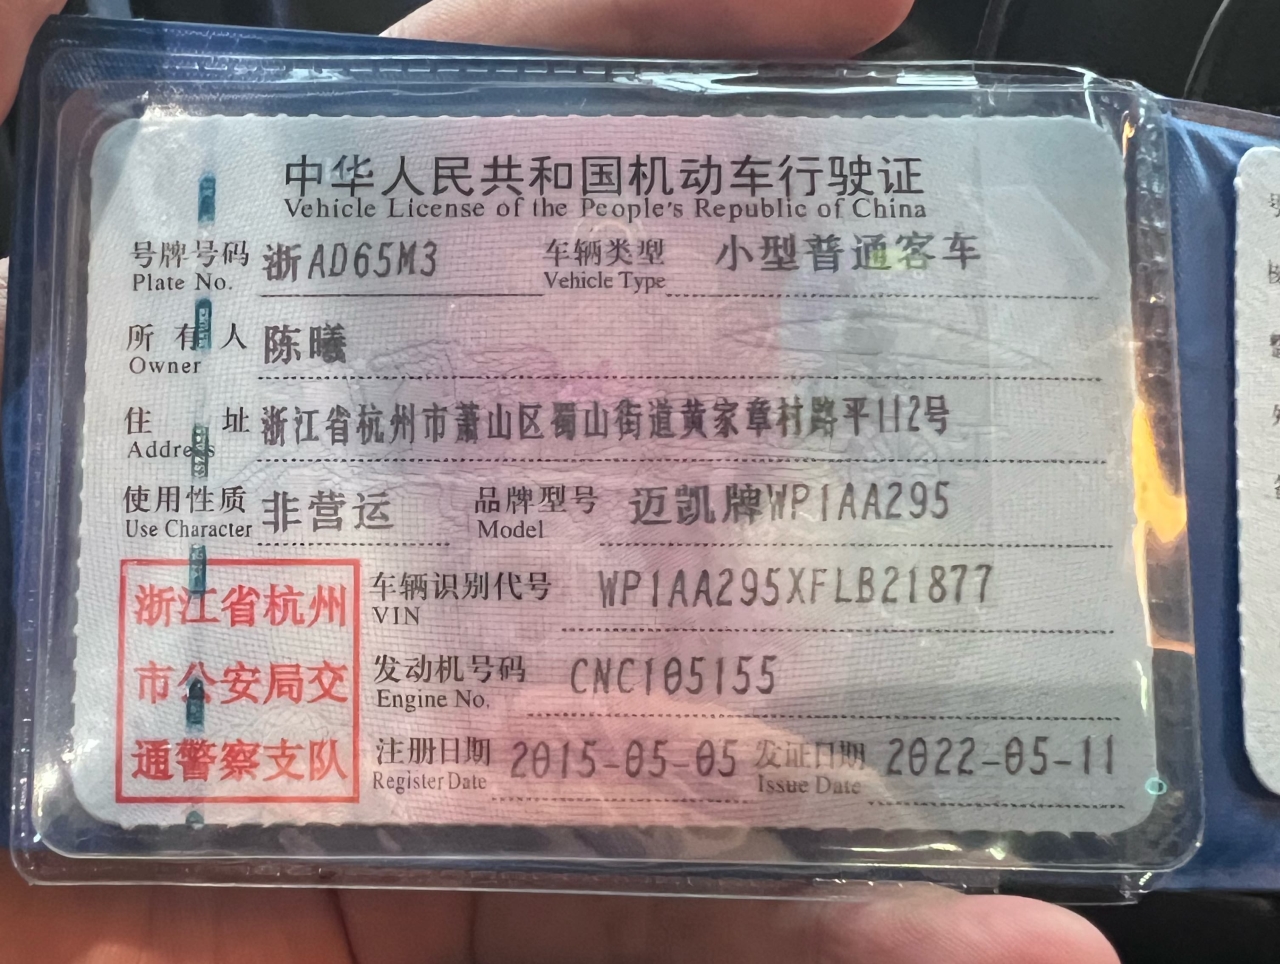 中华人民共和国机动车行驶证
Vehicle License of the People's Republic of China
号牌号码 浙AD65M3 车辆类型 小型普通客车
Plate No. Vehicle Type
所有人 陈曦
Owner
住址 浙江省杭州市萧山区蜀山街道黄家章村路平112号
Address
使用性质 非营运 品牌型号 迈凯牌WP1AA295
Use Character Model
浙江省杭州
市公安局交
通警察支队
车辆识别代号 WP1AA295XFLB21877
VIN
发动机号码 CNC105155
Engine No.
注册日期 2015-05-05 发证日期 2022-05-11
Register Date Issue Date